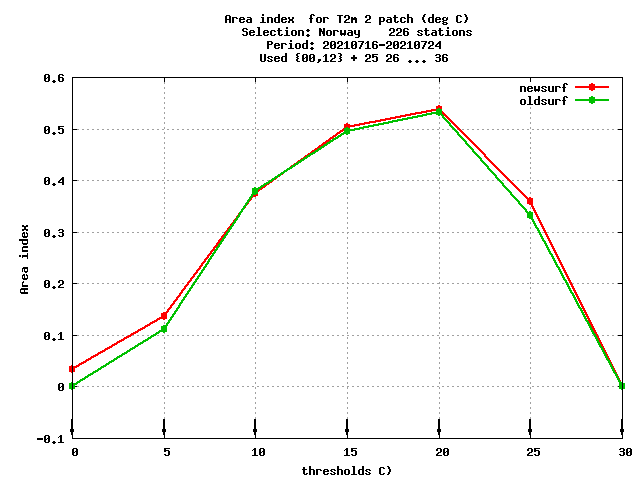 Area index  for T2m 2 patch (deg C)
Selection: Norway    226 stations
Period: 20210716-20210724
Used {00,12} + 25 26 ... 36
newsurf
oldsurf
0.6
0.5
0.4
0.3
0.2
0.1
0
-0.1
Area index
0 5 10 15 20 25 30
thresholds C)